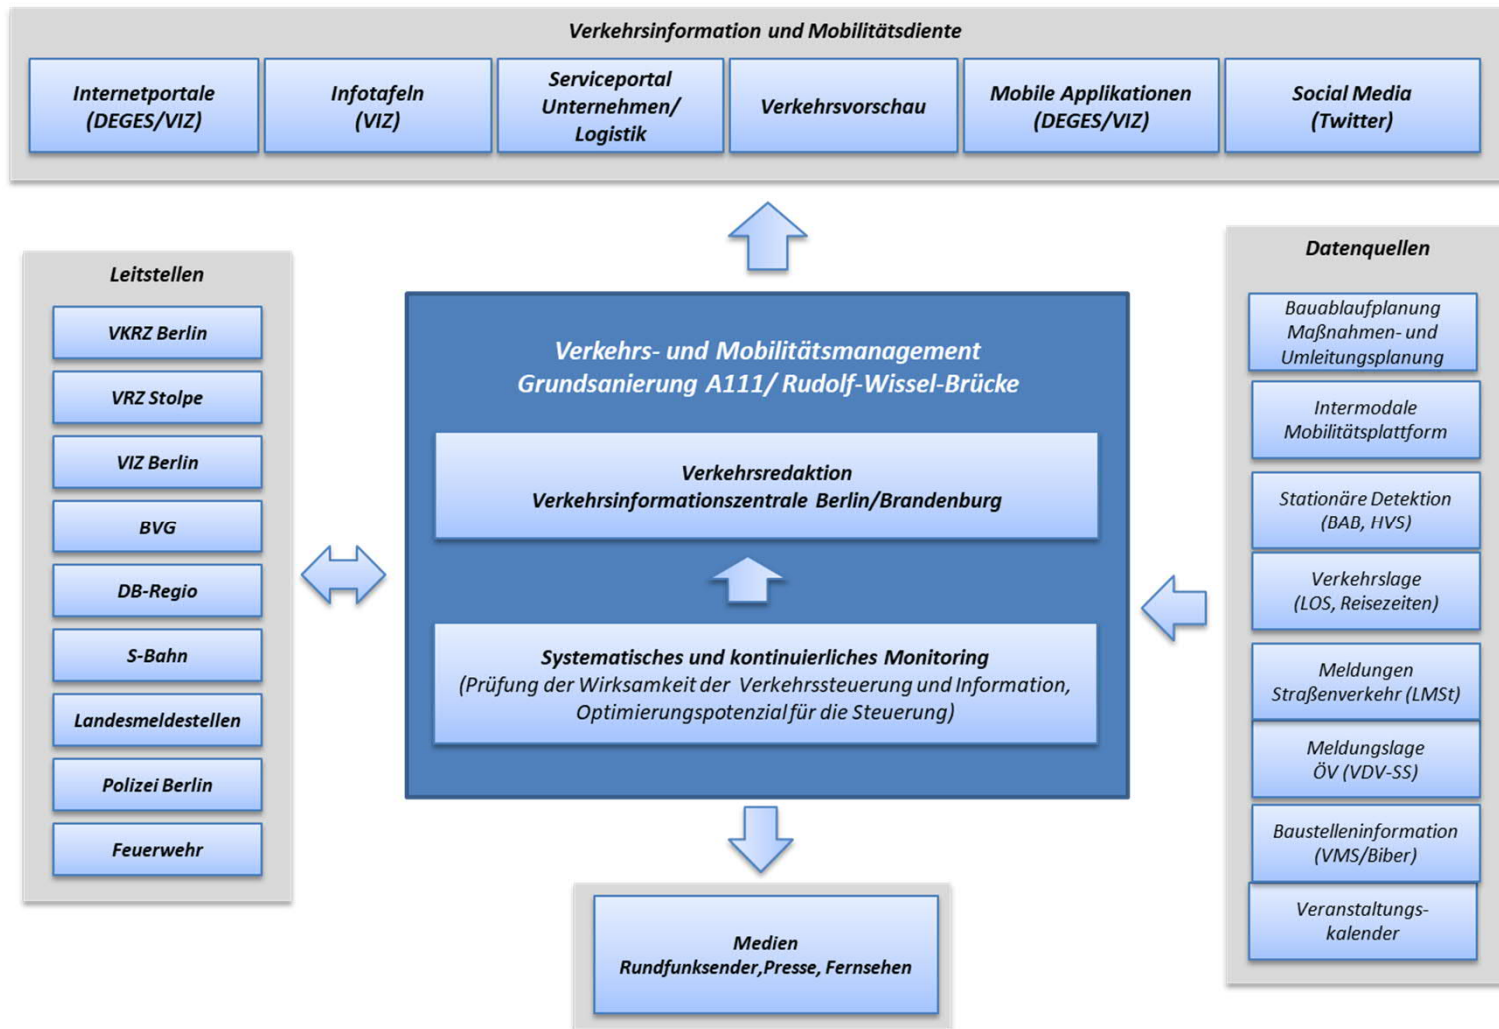 Verkehrsinformation und Mobilitätsdiente
Internetportale
(DEGES/VIZ)
Infotafeln
(VIZ)
Serviceportal
Unternehmen/
Logistik
Verkehrsvorschau
Mobile Applikationen
(DEGES/VIZ)
Social Media
(Twitter)
Leitstellen
VKRZ Berlin
VRZ Stolpe
VIZ Berlin
BVG
DB-Regio
S-Bahn
Landesmeldestellen
Polizei Berlin
Feuerwehr
Verkehrs- und Mobilitätsmanagement
Grundsanierung A111/ Rudolf-Wissel-Brücke
Verkehrsredaktion
Verkehrsinformationszentrale Berlin/Brandenburg
Systematisches und kontinuierliches Monitoring
(Prüfung der Wirksamkeit der Verkehrssteuerung und Information,
Optimierungspotenzial für die Steuerung)
Medien
Rundfunksender,Presse, Fernsehen
Datenquellen
Bauablaufplanung
Maßnahmen- und
Umleitungsplanung
Intermodale
Mobilitätsplattform
Stationäre Detektion
(BAB, HVS)
Verkehrslage
(LOS, Reisezeiten)
Meldungen
Straßenverkehr (LMSt)
Meldungslage
ÖV (VDV-SS)
Baustelleninformation
(VMS/Biber)
Veranstaltungs-
kalender